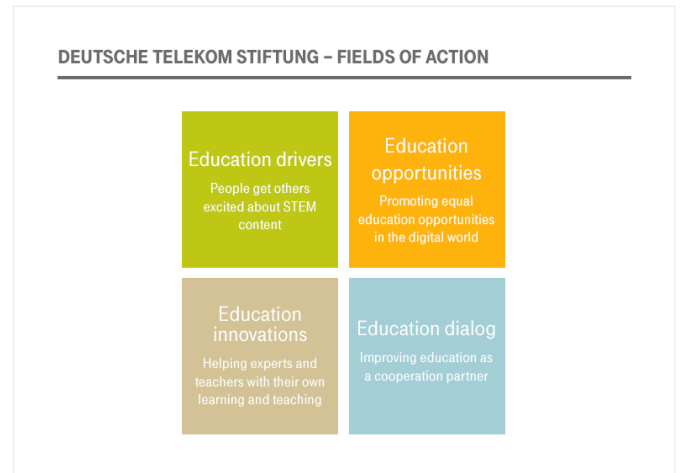 DEUTSCHE TELEKOM STIFTUNG – FIELDS OF ACTION
Education drivers
People get others
excited about STEM
content
Education
opportunities
Promoting equal
education opportunities
in the digital world
Education
innovations
Helping experts and
teachers with their own
learning and teaching
Education dialog
Improving education as
a cooperation partner